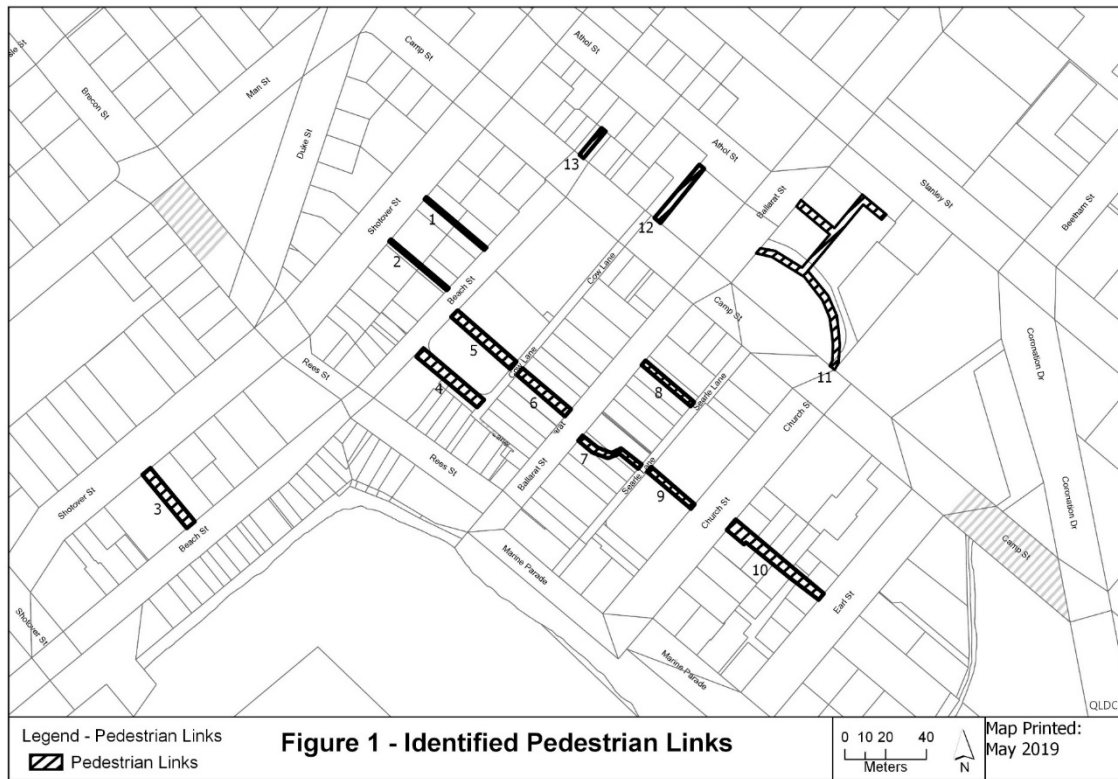 Camp St
Athol St
sle St
Brecon St
Man St
Duke St
13
Athol St
Shotover St
1
2
12
Ballarat St
Stanley St
Beetham St
Beach St
Cow Lane
Camp St
5
Cow Lane
4
6
Rees St
8
Searle Lane
11
Coronation Dr
Church St
7
Rees St
Ballarat St
Searle Lane
9
3
Shotover St
Beach St
Church St
10
Coronation Dr
Camp St
Marine Parade
Earl St
Shotover St
Marine Parade
QLDC
Legend - Pedestrian Links
Pedestrian Links
Figure 1 - Identified Pedestrian Links
0 10 20 40
Meters
N
Map Printed:
May 2019